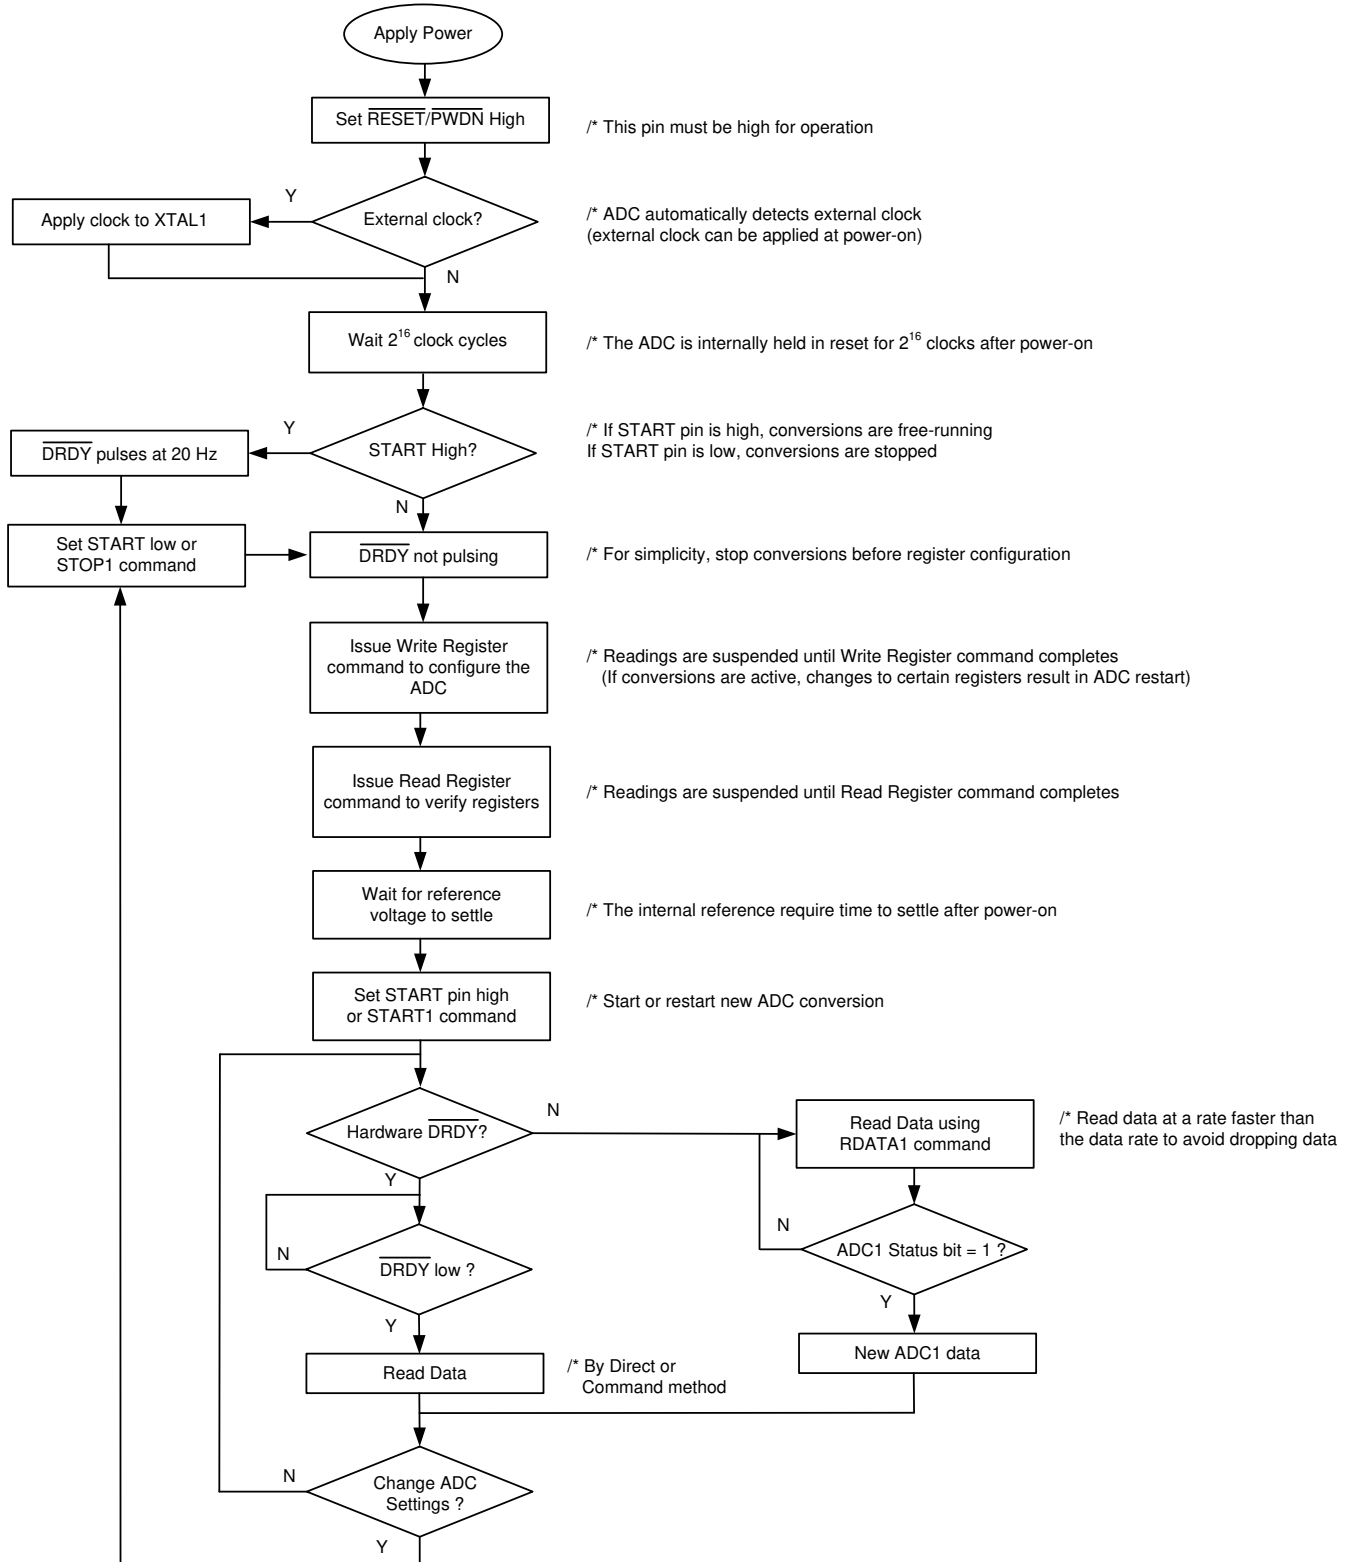 Apply Power
Set RESET/PWDN High
/* This pin must be high for operation
Y
Apply clock to XTAL1
External clock?
/* ADC automatically detects external clock
(external clock can be applied at power-on)
N
Wait 2^16 clock cycles
/* The ADC is internally held in reset for 2^16 clocks after power-on
Y
DRDY pulses at 20 Hz
START High?
/* If START pin is high, conversions are free-running
If START pin is low, conversions are stopped
N
Set START low or
STOP1 command
DRDY not pulsing
/* For simplicity, stop conversions before register configuration
Issue Write Register
command to configure the
ADC
/* Readings are suspended until Write Register command completes
(If conversions are active, changes to certain registers result in ADC restart)
Issue Read Register
command to verify registers
/* Readings are suspended until Read Register command completes
Wait for reference
voltage to settle
/* The internal reference require time to settle after power-on
Set START pin high
or START1 command
/* Start or restart new ADC conversion
Hardware DRDY?
N
Read Data using
RDATA1 command
/* Read data at a rate faster than
the data rate to avoid dropping data
Y
N
DRDY low ?
N
ADC1 Status bit = 1 ?
Y
Y
Read Data
/* By Direct or
Command method
New ADC1 data
N
Change ADC
Settings ?
Y